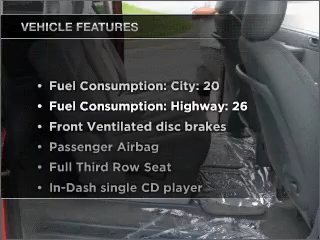 VEHICLE FEATURES
• Fuel Consumption: City: 20
• Fuel Consumption: Highway: 26
• Front Ventilated disc brakes
• Passenger Airbag
• Full Third Row Seat
• In-Dash single CD player